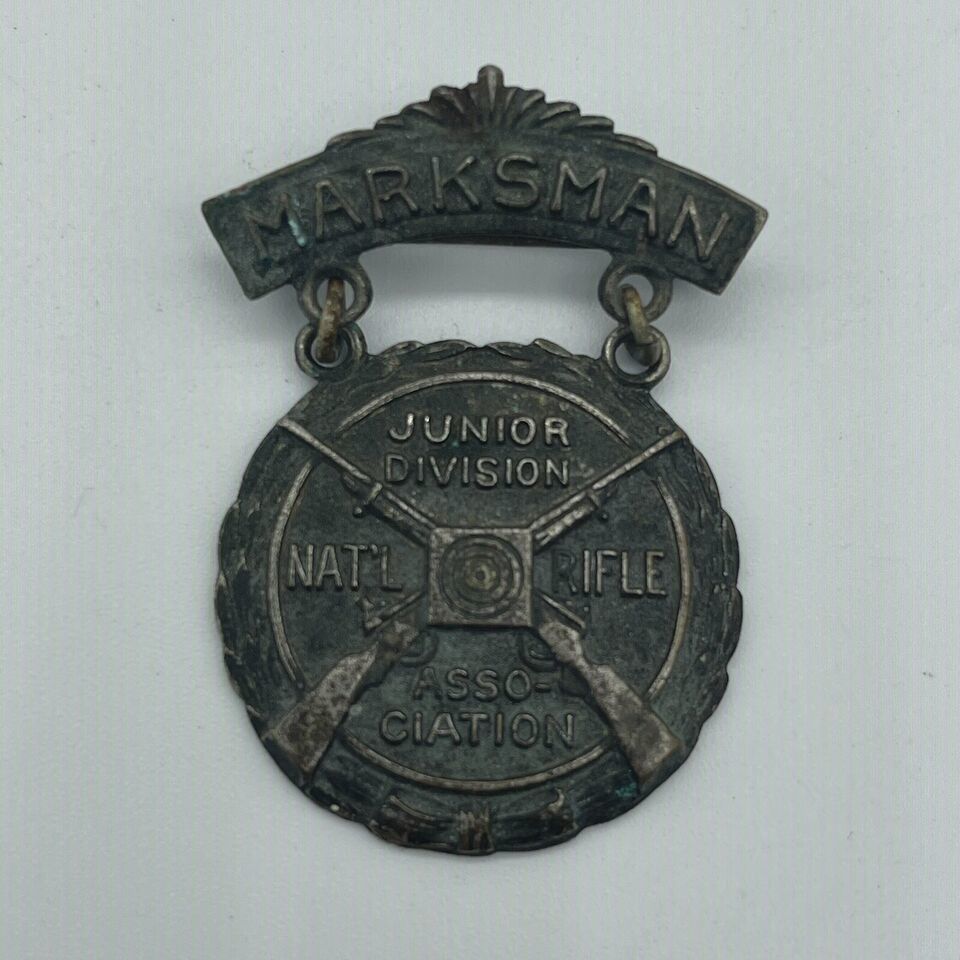 MARKSMAN
JUNIOR
DIVISION
NAT'L RIFLE
ASSO-
CIATION